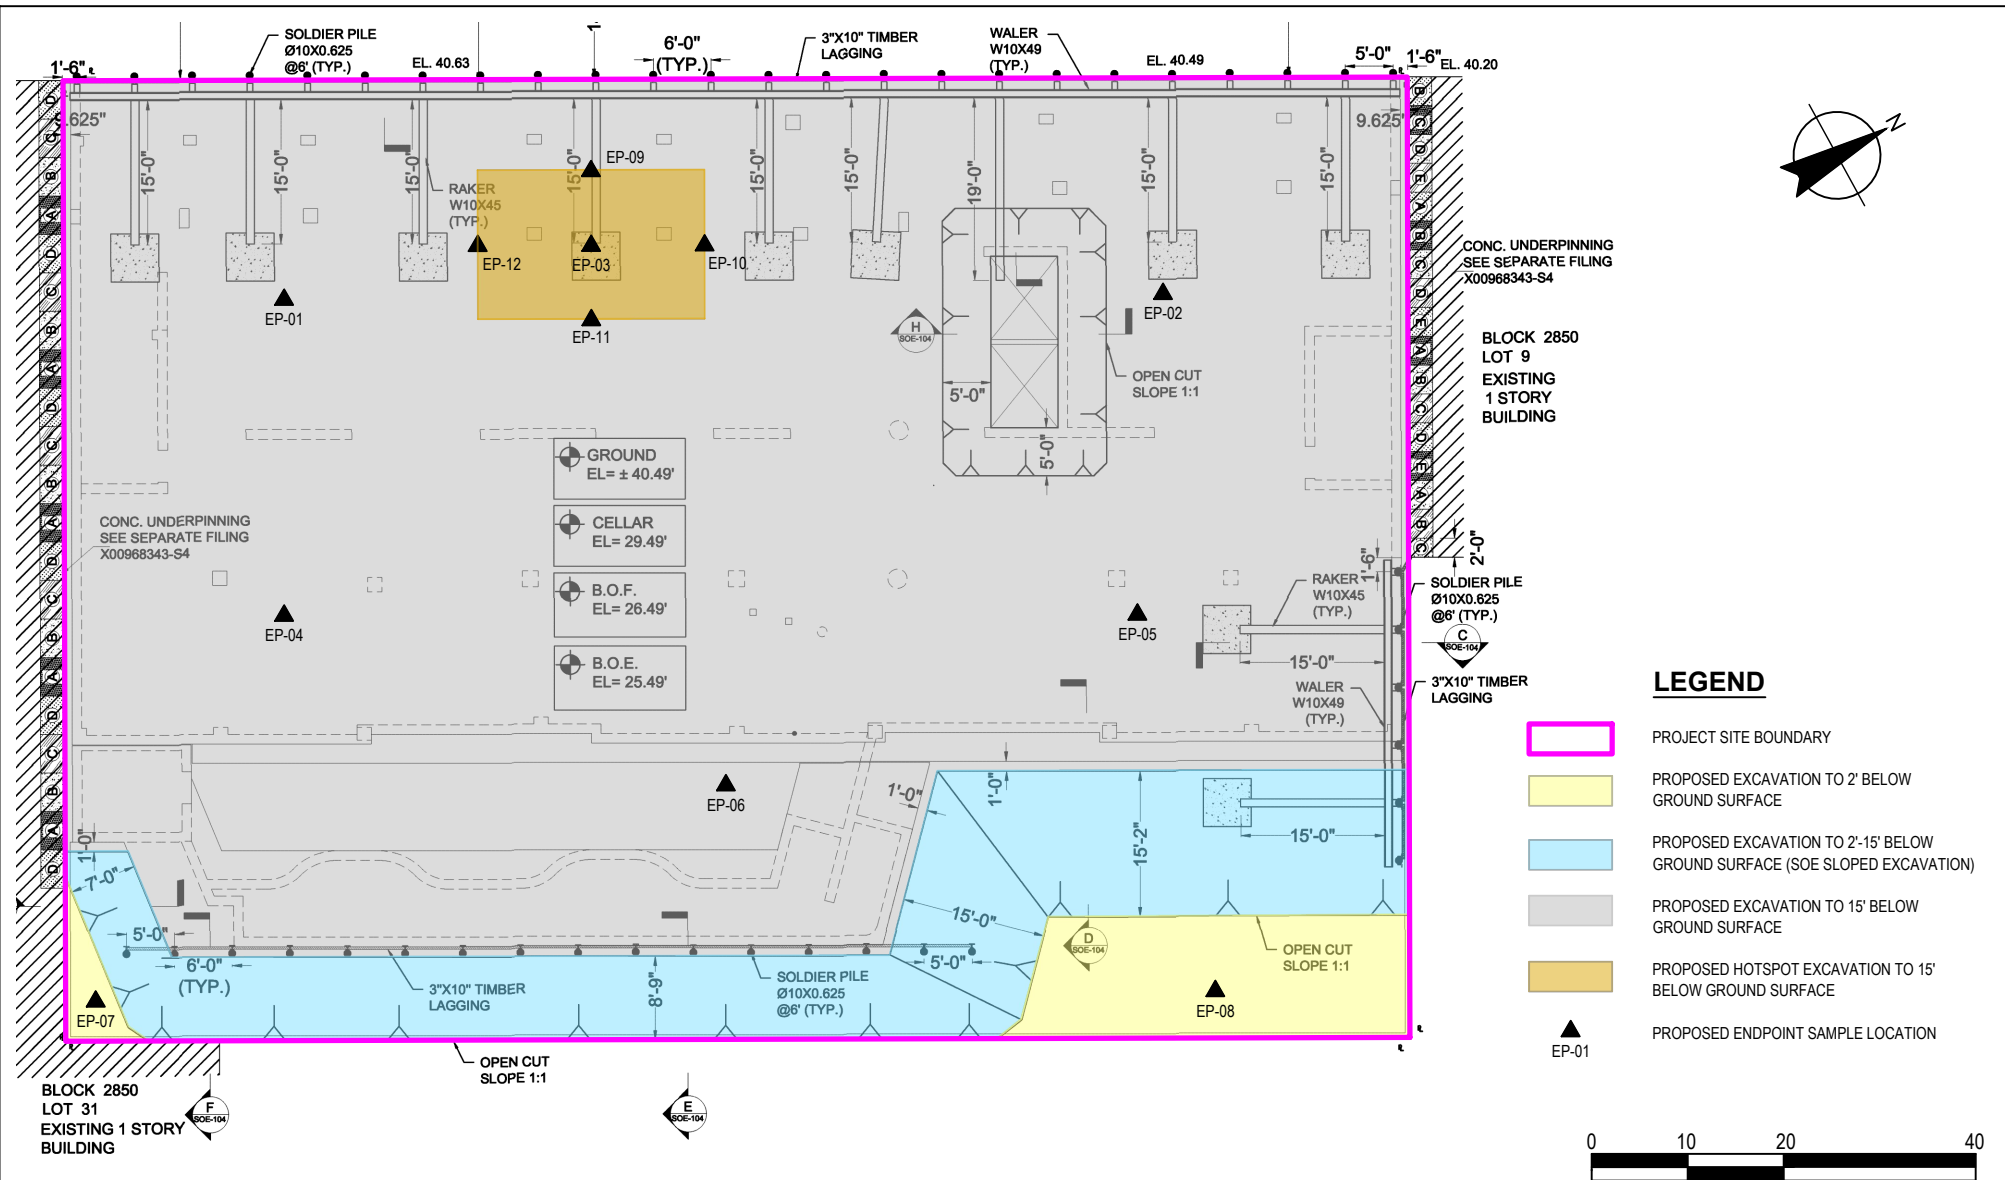 SOLDIER PILE
Ø10X0.625
@6' (TYP.)
EL. 40.63
6'-0"
(TYP.)
3"X10" TIMBER
LAGGING
WALER
W10X49
(TYP.)
EL. 40.49
5'-0"
1'-6"
EL. 40.20
1'-6"
.625"
9.625"
15'-0"
15'-0"
15'-0"
15'-0"
15'-0"
15'-0"
19'-0"
15'-0"
15'-0"
RAKER
W10X45
(TYP.)
EP-09
EP-12
EP-03
EP-10
EP-11
EP-01
EP-02
N
CONC. UNDERPINNING
SEE SEPARATE FILING
X00968343-S4
BLOCK 2850
LOT 9
EXISTING
1 STORY
BUILDING
H
SOE-104
OPEN CUT
SLOPE 1:1
5'-0"
5'-0"
GROUND
EL= ± 40.49'
CELLAR
EL= 29.49'
B.O.F.
EL= 26.49'
B.O.E.
EL= 25.49'
CONC. UNDERPINNING
SEE SEPARATE FILING
X00968343-S4
D
C
B
A
D
C
B
A
D
C
B
A
D
C
B
A
D
C
B
A
D
B
C
D
E
A
B
C
D
E
A
B
C
D
E
A
B
C
2'-0"
1'-6"
RAKER
W10X45
(TYP.)
SOLDIER PILE
Ø10X0.625
@6' (TYP.)
C
SOE-104
15'-0"
3"X10" TIMBER
LAGGING
WALER
W10X49
(TYP.)
EP-04
EP-05
EP-06
1'-0"
1'-0"
15'-2"
15'-0"
1'-0"
7'-0"
5'-0"
6'-0"
(TYP.)
15'-0"
5'-0"
D
SOE-104
OPEN CUT
SLOPE 1:1
3"X10" TIMBER
LAGGING
8'-9"
SOLDIER PILE
Ø10X0.625
@6' (TYP.)
EP-07
EP-08
OPEN CUT
SLOPE 1:1
BLOCK 2850
LOT 31
EXISTING 1 STORY
BUILDING
F
SOE-104
E
SOE-104
LEGEND
PROJECT SITE BOUNDARY
PROPOSED EXCAVATION TO 2' BELOW
GROUND SURFACE
PROPOSED EXCAVATION TO 2'-15' BELOW
GROUND SURFACE (SOE SLOPED EXCAVATION)
PROPOSED EXCAVATION TO 15' BELOW
GROUND SURFACE
PROPOSED HOTSPOT EXCAVATION TO 15'
BELOW GROUND SURFACE
EP-01
PROPOSED ENDPOINT SAMPLE LOCATION
0 10 20 40